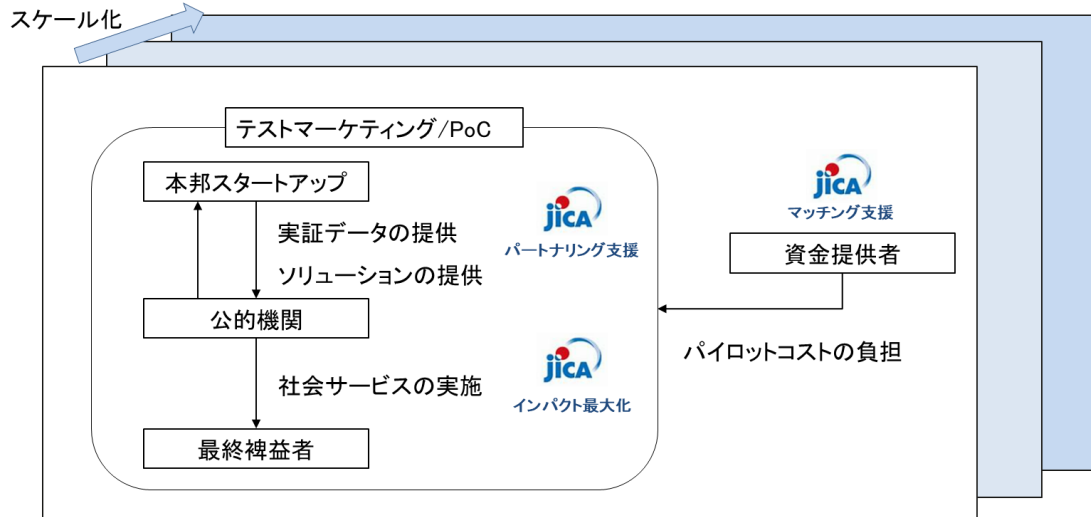 スケール化
テストマーケティング/PoC
本邦スタートアップ
実証データの提供
ソリューションの提供
公的機関
社会サービスの実施
最終裨益者
jICA
パートナリング支援
jICA
インパクト最大化
jICA
マッチング支援
資金提供者
パイロットコストの負担